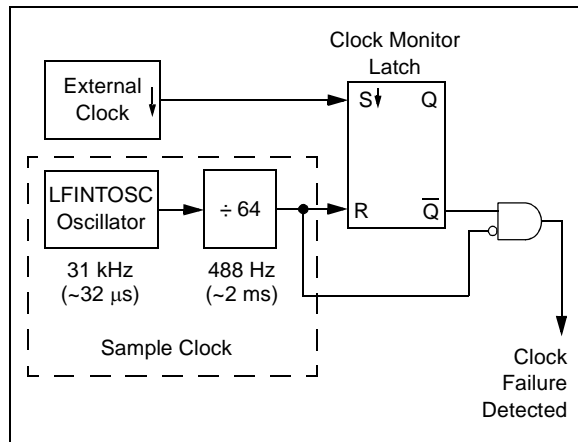 Clock Monitor
Latch
External
Clock
S
Q
LFINTOSC
Oscillator
÷ 64
R
Q̅
31 kHz
(~32 μs)
488 Hz
(~2 ms)
Sample Clock
Clock
Failure
Detected